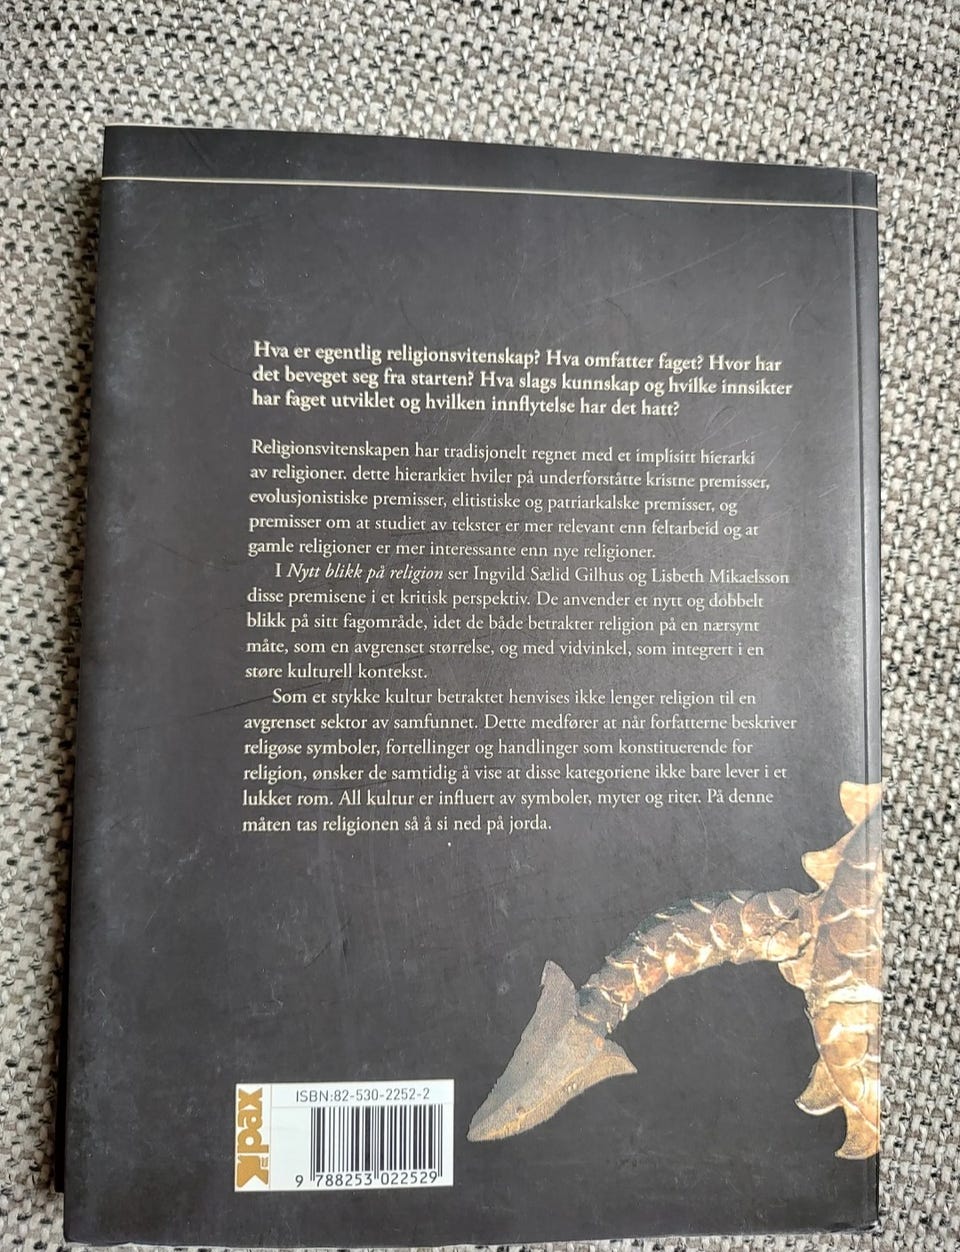 Hva er egentlig religionsvitenskap? Hva omfatter faget? Hvor har
det beveget seg fra starten? Hva slags kunnskap og hvilke innsikter
har faget utviklet og hvilken innflytelse har det hatt?
Religionsvitenskapen har tradisjonelt regnet med et implisitt hierarki
av religioner. dette hierarkiet hviler på underforståtte kristne premisser,
evolusjonistiske premisser, elitistiske og patriarkalske premisser, og
premisser om at studiet av tekster er mer relevant enn feltarbeid og at
gamle religioner er mer interessante enn nye religioner.
I Nytt blikk på religion ser Ingvild Sælid Gilhus og Lisbeth Mikaelsson
disse premisene i et kritisk perspektiv. De anvender et nytt og dobbelt
blikk på sitt fagområde, idet de både betrakter religion på en nærsynt
måte, som en avgrenset størrelse, og med vidvinkel, som integrert i en
støre kulturell kontekst.
Som et stykke kultur betraktet henvises ikke lenger religion til en
avgrenset sektor av samfunnet. Dette medfører at når forfatterne beskriver
religøse symboler, fortellinger og handlinger som konstituerende for
religion, ønsker de samtidig å vise at disse kategoriene ikke bare lever i et
lukket rom. All kultur er influert av symboler, myter og riter. På denne
måten tas religionen så å si ned på jorda.
pax
ISBN:82-530-2252-2
9 788253 022529